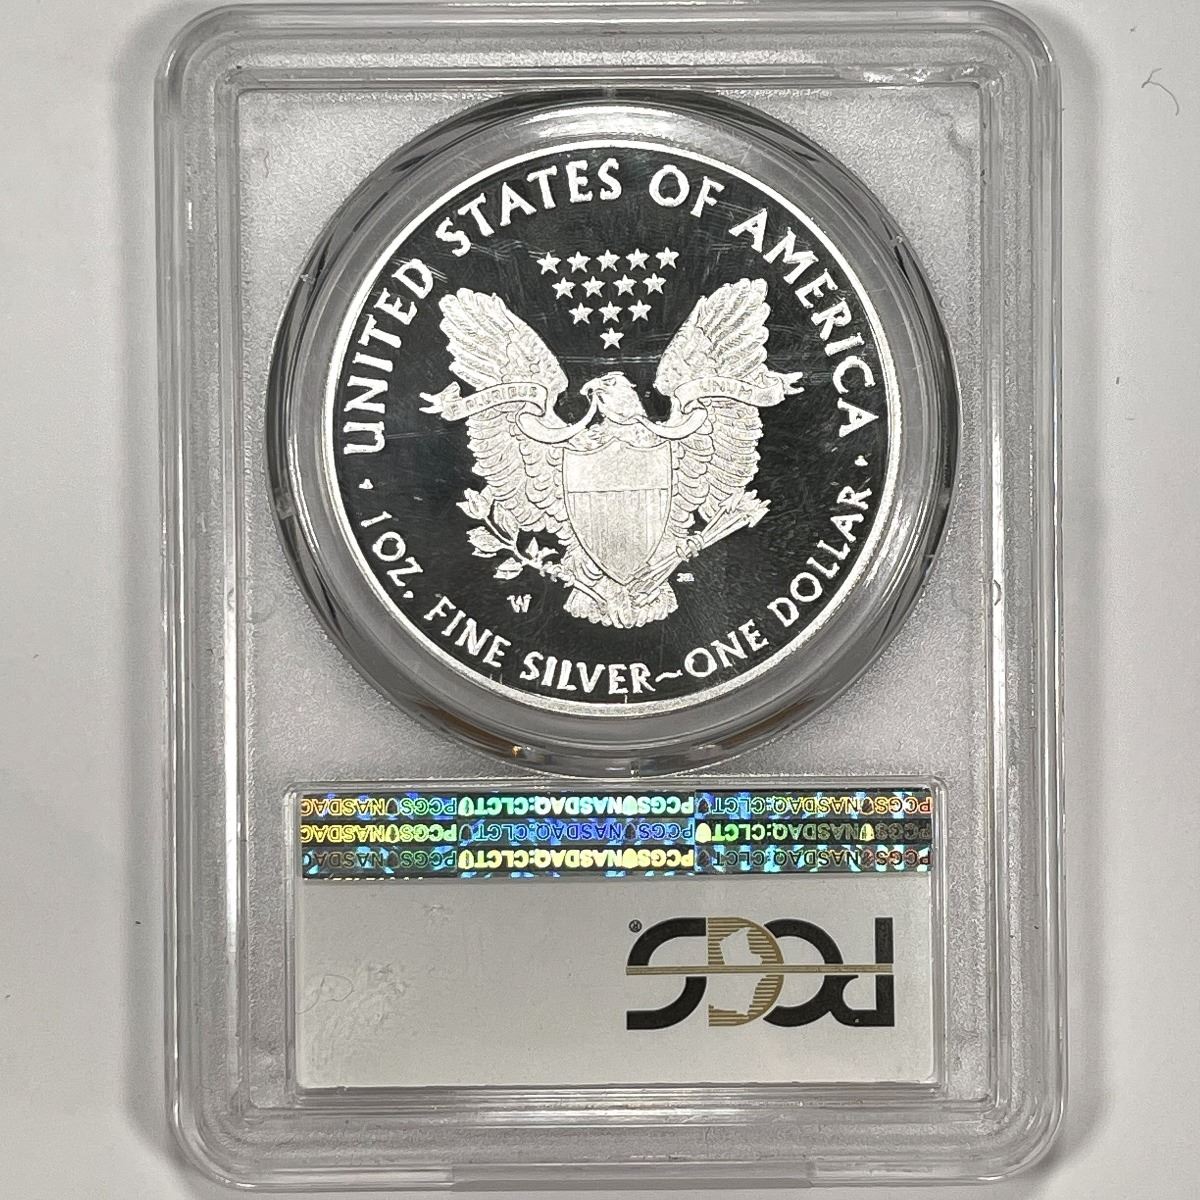 UNITED STATES OF AMERICA
E PLURIBUS UNUM
W
· 1 OZ. FINE SILVER~ONE DOLLAR ·
NASDAQ PCGS NASDAQ:CLCT PCGS NASDAQ:CLCT PCGS
NASDAQ PCGS NASDAQ:CLCT PCGS NASDAQ:CLCT PCGS
NASDAQ PCGS NASDAQ:CLCT PCGS NASDAQ:CLCT PCGS
PCGS®